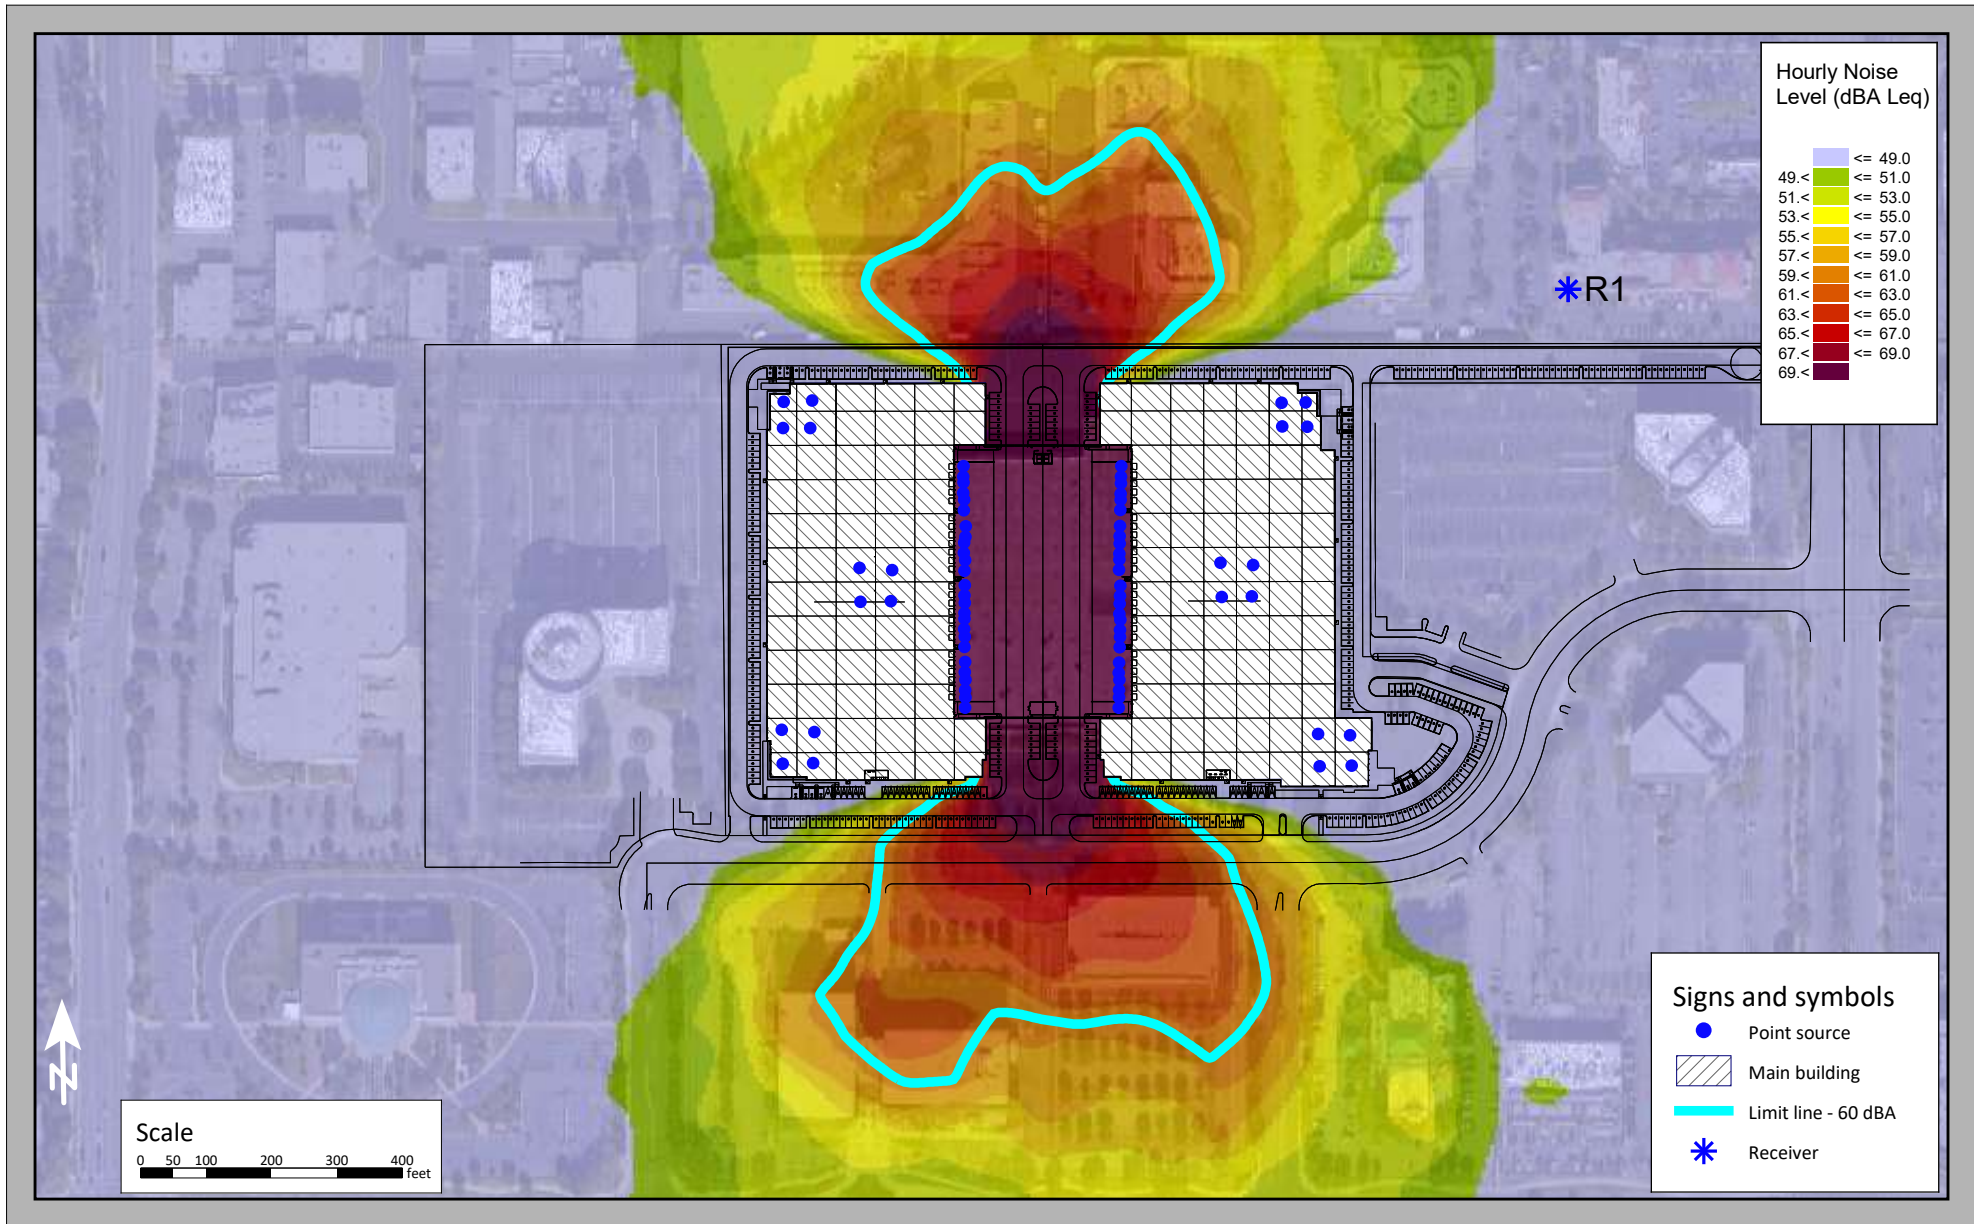 Hourly Noise
Level (dBA Leq)
<= 49.0
49.< <= 51.0
51.< <= 53.0
53.< <= 55.0
55.< <= 57.0
57.< <= 59.0
59.< <= 61.0
61.< <= 63.0
63.< <= 65.0
65.< <= 67.0
67.< <= 69.0
69.<
R1
Signs and symbols
Point source
Main building
Limit line - 60 dBA
Receiver
N
Scale
0 50 100 200 300 400
feet